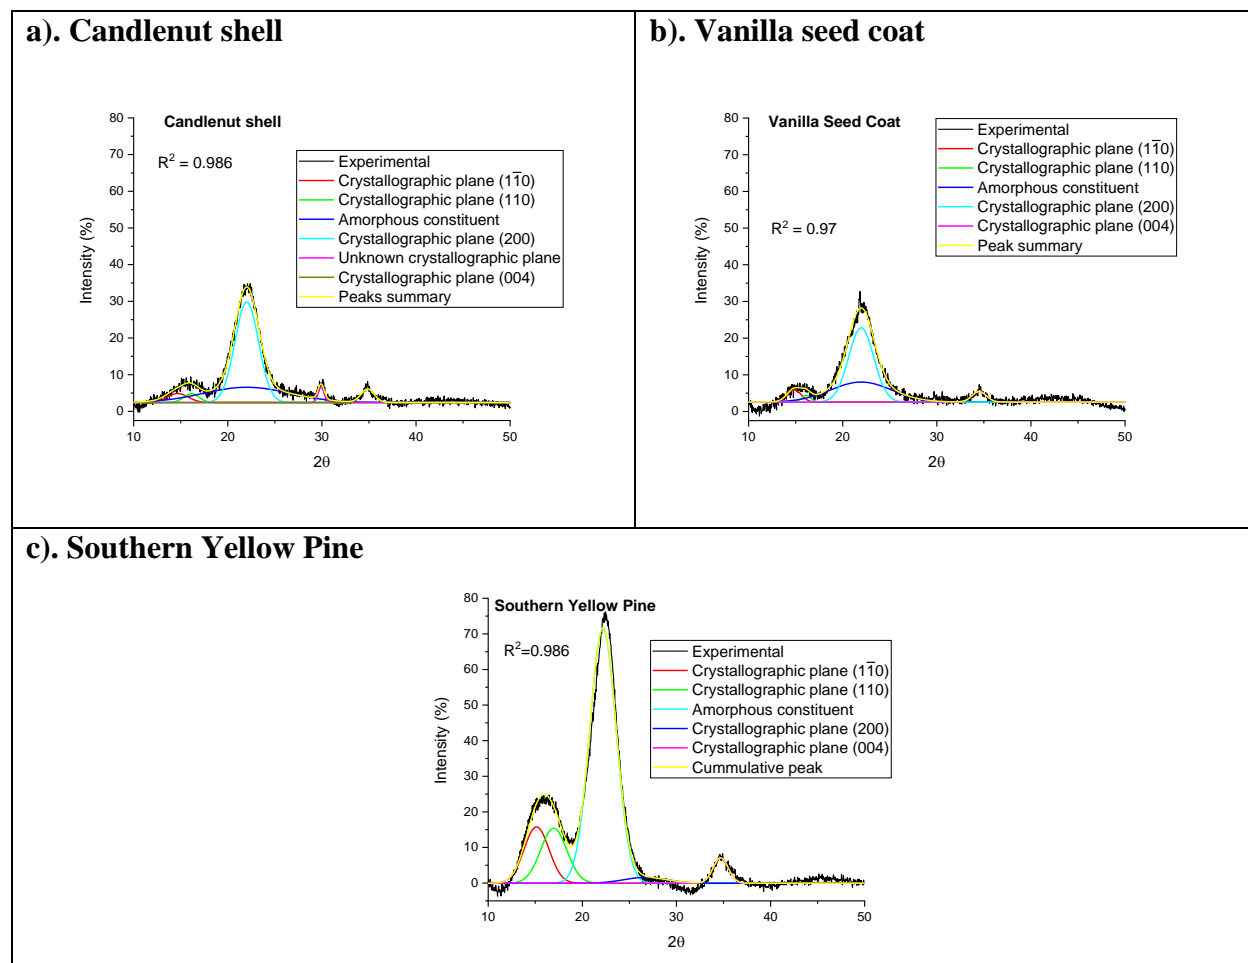 a). Candlenut shell
80
70
60
50
40
30
20
10
0
Intensity (%)
10 20 30 40 50
2θ
Candlenut shell
R² = 0.986
Experimental
Crystallographic plane (11̅0)
Crystallographic plane (110)
Amorphous constituent
Crystallographic plane (200)
Unknown crystallographic plane
Crystallographic plane (004)
Peaks summary
b). Vanilla seed coat
80
70
60
50
40
30
20
10
0
Intensity (%)
10 20 30 40 50
2θ
Vanilla Seed Coat
R² = 0.97
Experimental
Crystallographic plane (11̅0)
Crystallographic plane (110)
Amorphous constituent
Crystallographic plane (200)
Crystallographic plane (004)
Peak summary
c). Southern Yellow Pine
80
70
60
50
40
30
20
10
0
Intensity (%)
10 20 30 40 50
2θ
Southern Yellow Pine
R²=0.986
Experimental
Crystallographic plane (11̅0)
Crystallographic plane (110)
Amorphous constituent
Crystallographic plane (200)
Crystallographic plane (004)
Cummulative peak